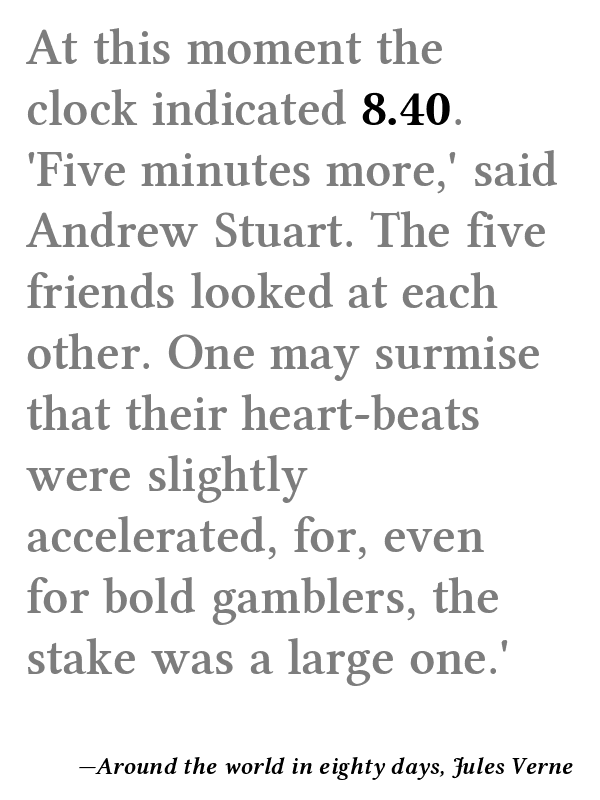 At this moment the
clock indicated 8.40.
'Five minutes more,' said
Andrew Stuart. The five
friends looked at each
other. One may surmise
that their heart-beats
were slightly
accelerated, for, even
for bold gamblers, the
stake was a large one.'
—Around the world in eighty days, Jules Verne